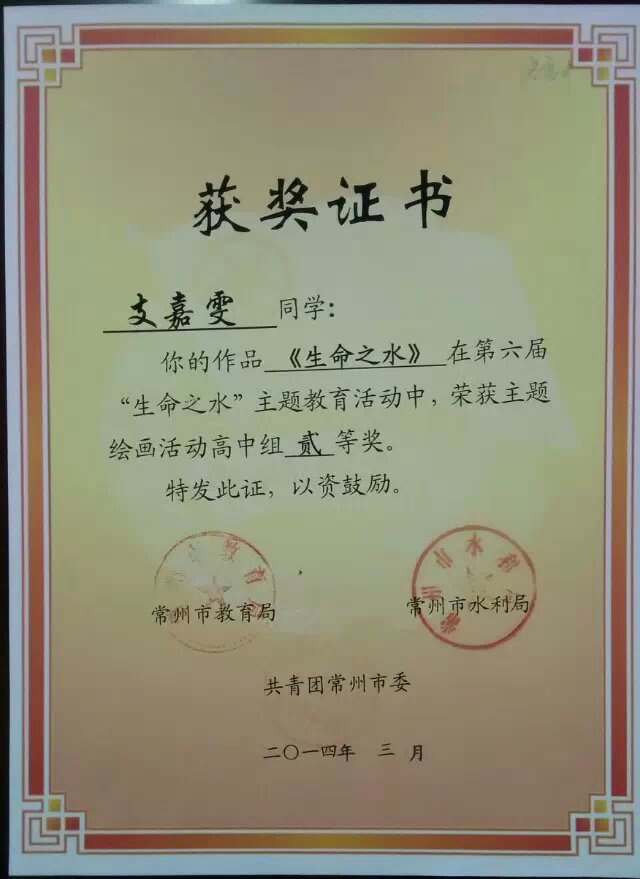 获奖证书
支嘉雯 同学：
你的作品《生命之水》在第六届
“生命之水”主题教育活动中，荣获主题
绘画活动高中组 贰 等奖。
特发此证，以资鼓励。
常州市教育局 常州市水利局
共青团常州市委
二〇一四年 三 月